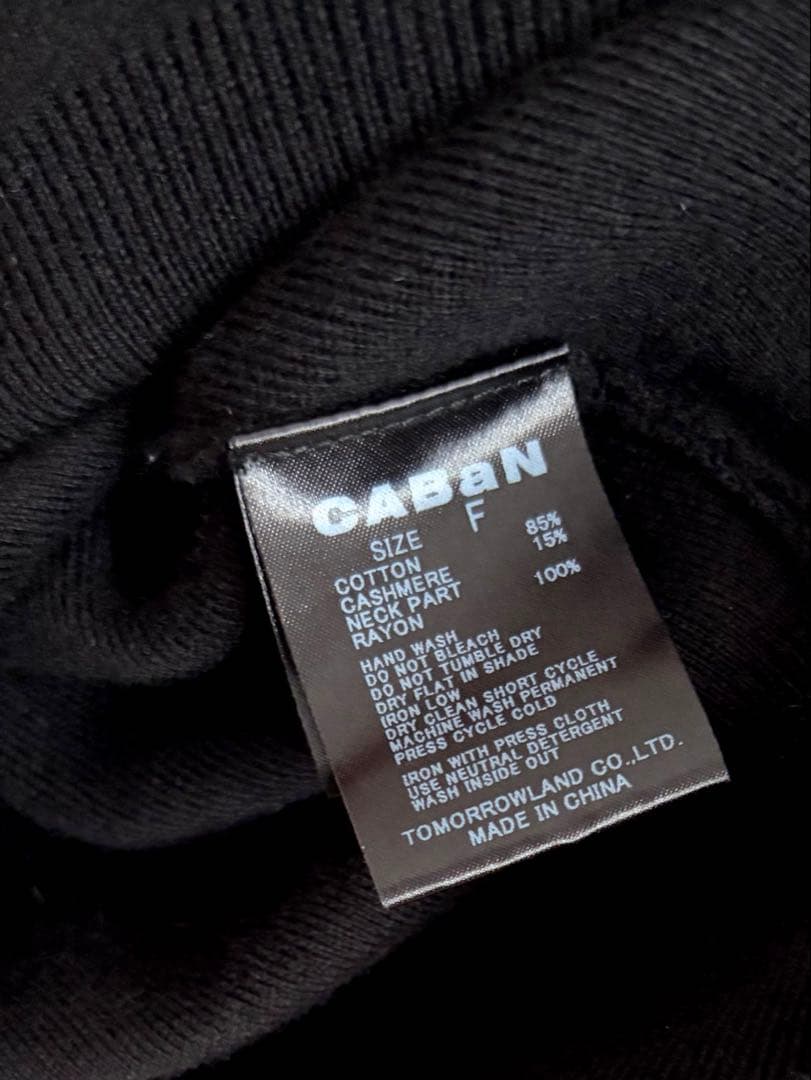 CABaN
SIZE F
COTTON 85%
CASHMERE 15%
NECK PART
RAYON 100%
HAND WASH
DO NOT BLEACH
DO NOT TUMBLE DRY
DRY FLAT IN SHADE
IRON LOW
DRY CLEAN SHORT CYCLE
MACHINE WASH PERMANENT
PRESS CYCLE COLD
IRON WITH PRESS CLOTH
USE NEUTRAL DETERGENT
WASH INSIDE OUT
TOMORROWLAND CO.,LTD.
MADE IN CHINA